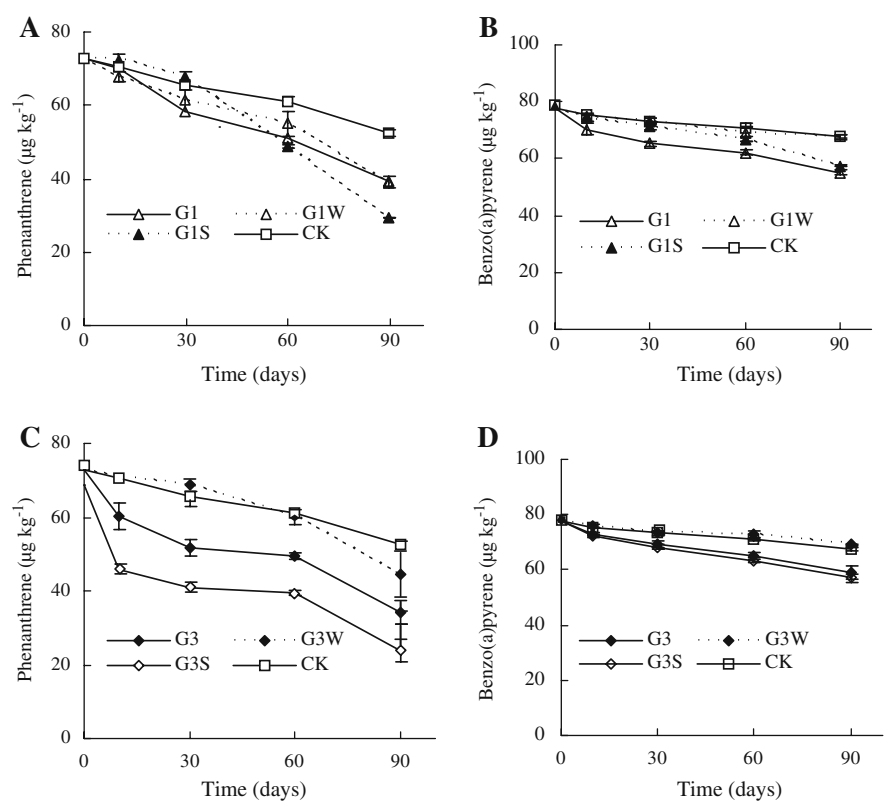 A
Phenanthrene (µg kg-1)
80
60
40
20
0
G1
G1W
G1S
CK
0 30 60 90
Time (days)
B
Benzo(a)pyrene (µg kg-1)
100
80
60
40
20
0
G1
G1W
G1S
CK
0 30 60 90
Time (days)
C
Phenanthrene (µg kg-1)
80
60
40
20
0
G3
G3W
G3S
CK
0 30 60 90
Time (days)
D
Benzo(a)pyrene (µg kg-1)
100
80
60
40
20
0
G3
G3W
G3S
CK
0 30 60 90
Time (days)